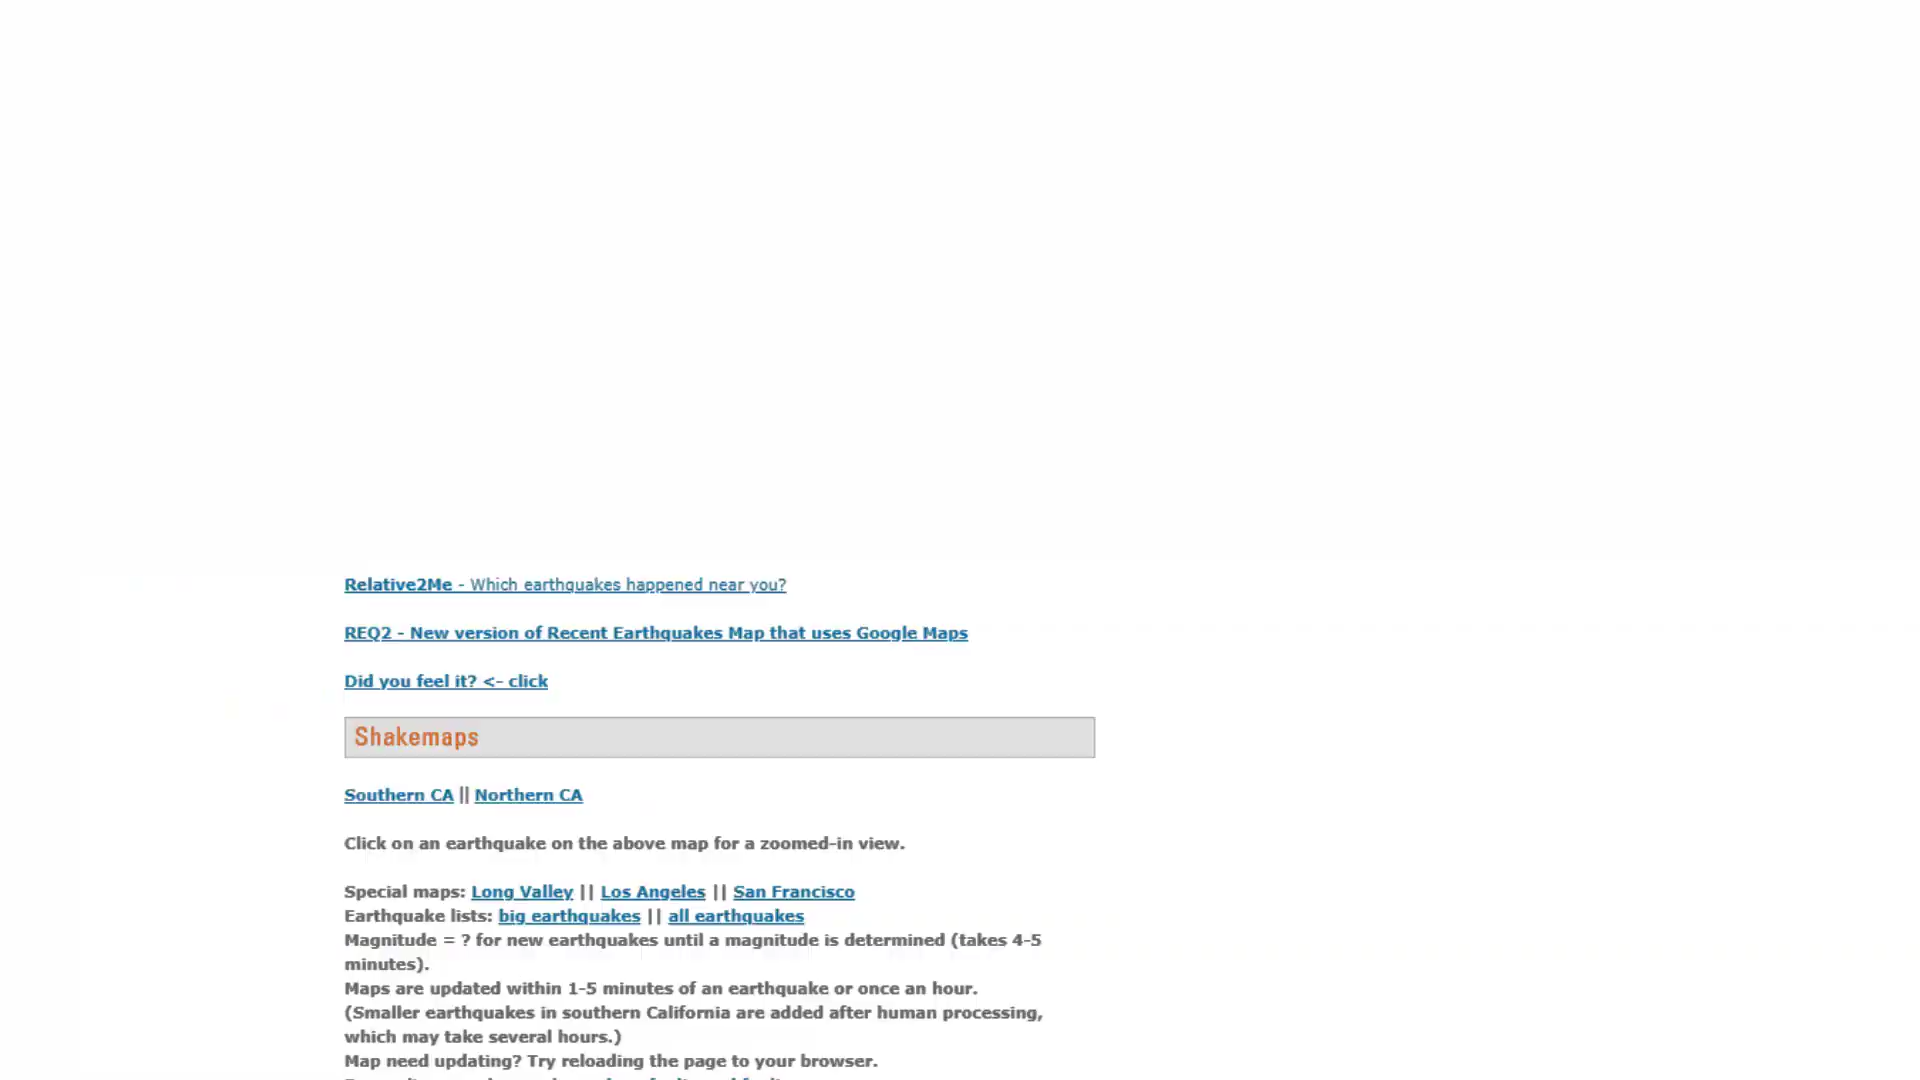 Relative2Me - Which earthquakes happened near you?
REQ2 - New version of Recent Earthquakes Map that uses Google Maps
Did you feel it? <- click
Shakemaps
Southern CA || Northern CA
Click on an earthquake on the above map for a zoomed-in view.
Special maps: Long Valley || Los Angeles || San Francisco
Earthquake lists: big earthquakes || all earthquakes
Magnitude = ? for new earthquakes until a magnitude is determined (takes 4-5
minutes).
Maps are updated within 1-5 minutes of an earthquake or once an hour.
(Smaller earthquakes in southern California are added after human processing,
which may take several hours.)
Map need updating? Try reloading the page to your browser.